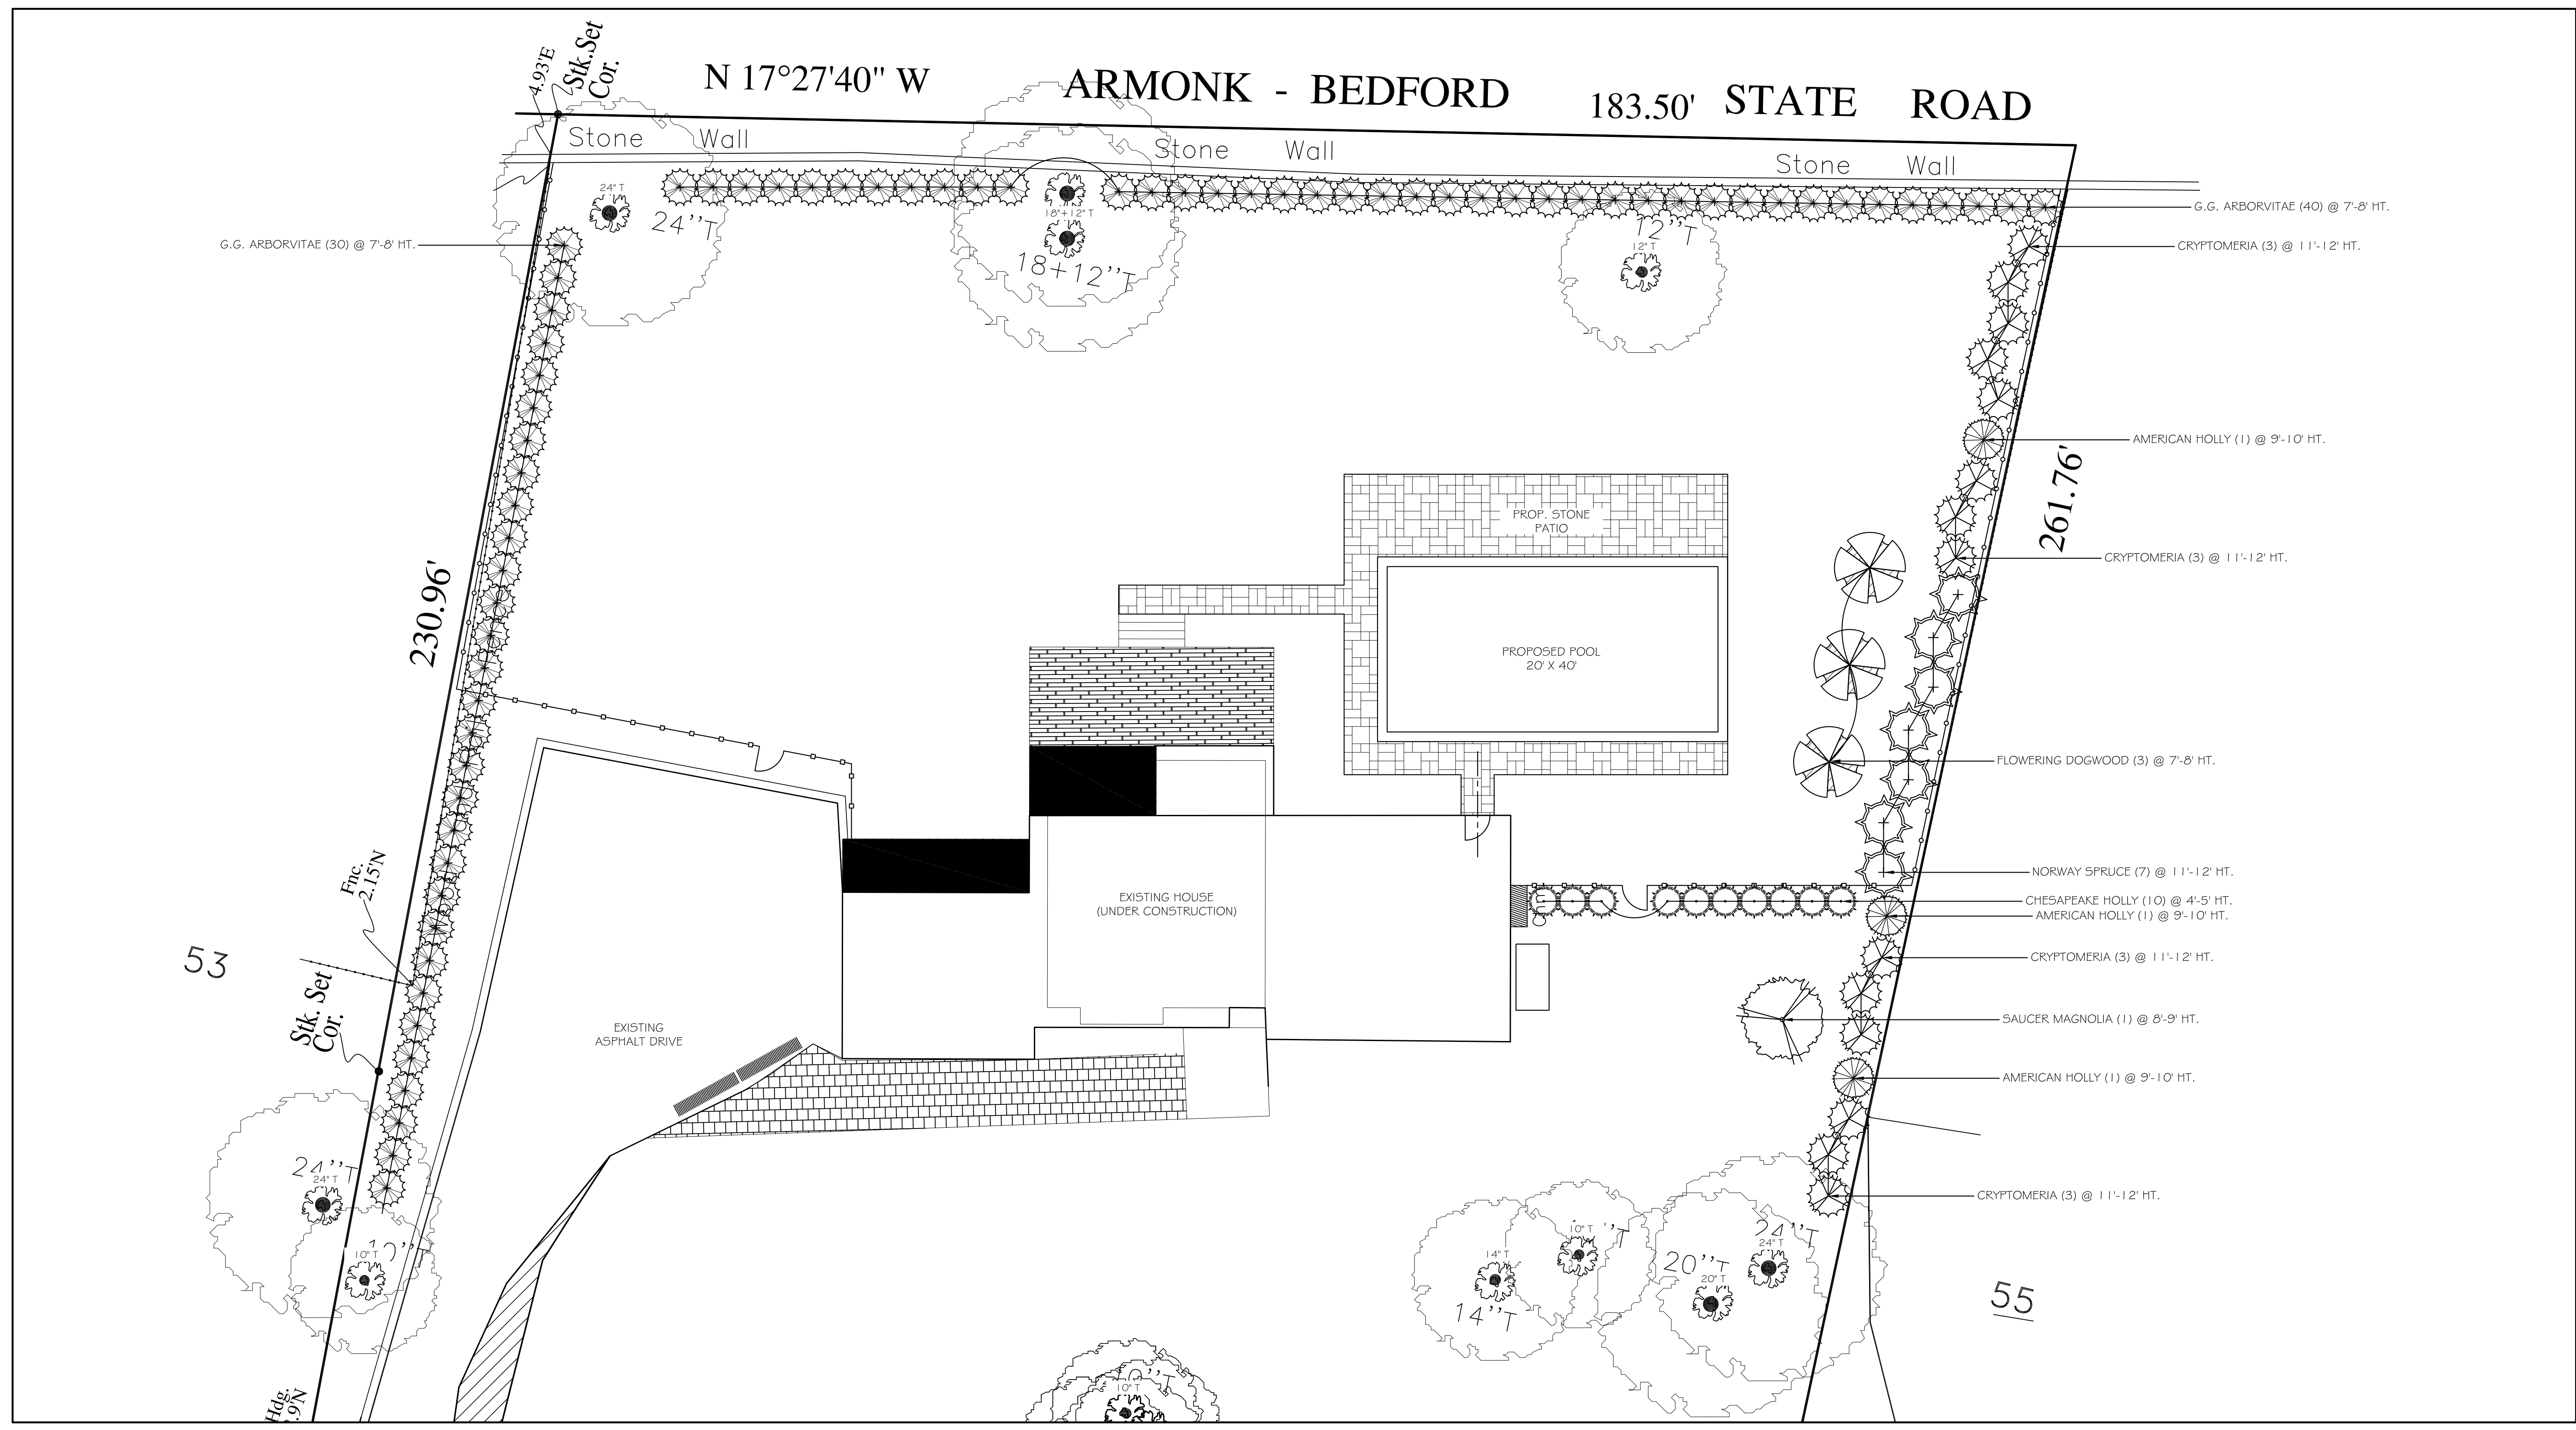 4.93'E
Stk.Set
Cor.
N 17°27'40" W
ARMONK - BEDFORD
183.50'
STATE ROAD
Stone Wall
Stone Wall
Stone Wall
24" T
24''T
18"+12" T
18+12''T
12''T
12" T
G.G. ARBORVITAE (40) @ 7'-8' HT.
G.G. ARBORVITAE (30) @ 7'-8' HT.
CRYPTOMERIA (3) @ 11'-12' HT.
AMERICAN HOLLY (1) @ 9'-10' HT.
261.76'
PROP. STONE
PATIO
CRYPTOMERIA (3) @ 11'-12' HT.
230.96'
PROPOSED POOL
20' X 40'
FLOWERING DOGWOOD (3) @ 7'-8' HT.
Fnc.
2.15'N
NORWAY SPRUCE (7) @ 11'-12' HT.
EXISTING HOUSE
(UNDER CONSTRUCTION)
CHESAPEAKE HOLLY (10) @ 4'-5' HT.
AMERICAN HOLLY (1) @ 9'-10' HT.
53
CRYPTOMERIA (3) @ 11'-12' HT.
Stk. Set
Cor.
EXISTING
ASPHALT DRIVE
SAUCER MAGNOLIA (1) @ 8'-9' HT.
AMERICAN HOLLY (1) @ 9'-10' HT.
24''T
24" T
CRYPTOMERIA (3) @ 11'-12' HT.
10" T
10" T
14" T
14''T
24''T
24" T
20''T
20" T
55
10" T
Hdg.